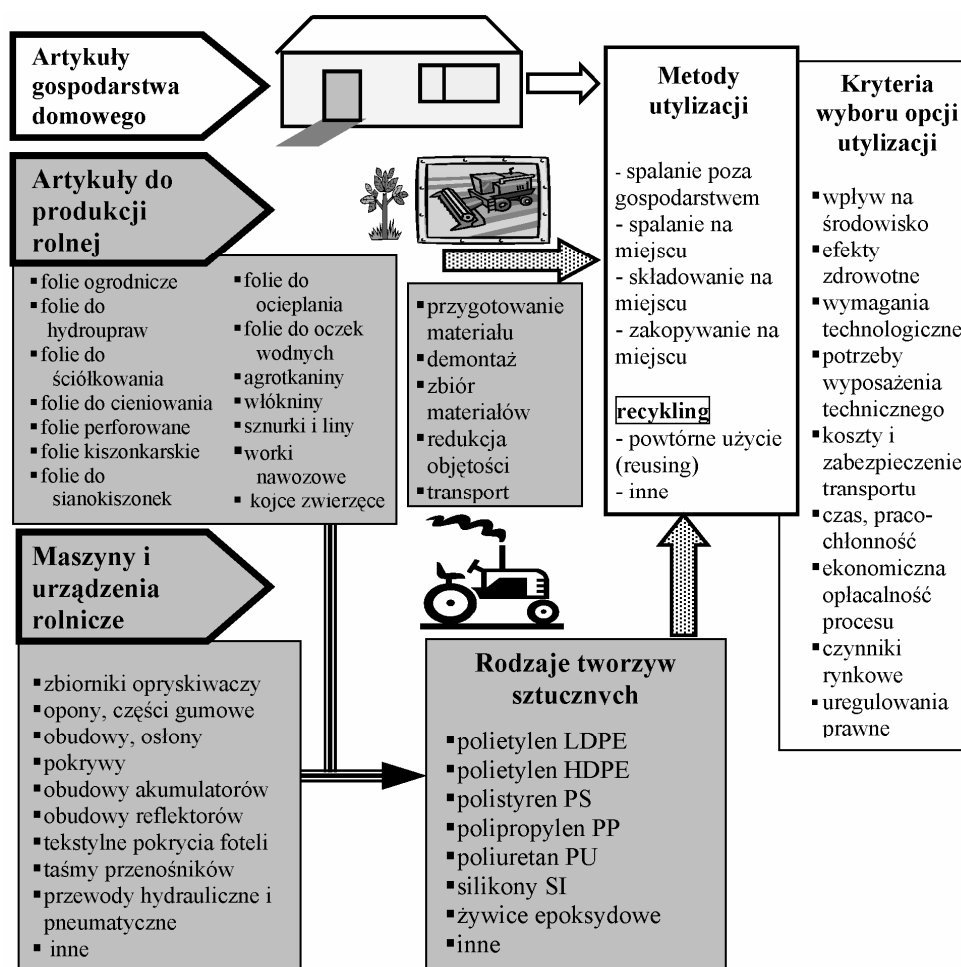 Artykuły
gospodarstwa
domowego
Artykuły do
produkcji
rolnej
▪folie ogrodnicze
▪folie do
hydroupraw
▪folie do
ściółkowania
▪folie do cieniowania
▪folie perforowane
▪folie kiszonkarskie
▪folie do
sianokiszonek
▪folie do
ocieplania
▪folie do oczek
wodnych
▪agrotkaniny
▪włókniny
▪sznurki i liny
▪worki
nawozowe
▪ kojce zwierzęce
▪przygotowanie
materiału
▪demontaż
▪zbiór
materiałów
▪redukcja
objętości
▪transport
Metody
utylizacji
- spalanie poza
gospodarstwem
- spalanie na
miejscu
- składowanie na
miejscu
- zakopywanie na
miejscu
recykling
- powtórne użycie
(reusing)
- inne
Kryteria
wyboru opcji
utylizacji
▪wpływ na
środowisko
▪efekty
zdrowotne
▪wymagania
technologiczne
▪potrzeby
wyposażenia
technicznego
▪koszty i
zabezpieczenie
transportu
▪czas, praco-
chłonność
▪ekonomiczna
opłacalność
procesu
▪czynniki
rynkowe
▪uregulowania
prawne
Maszyny i
urządzenia
rolnicze
▪zbiorniki opryskiwaczy
▪opony, części gumowe
▪obudowy, osłony
▪pokrywy
▪obudowy akumulatorów
▪obudowy reflektorów
▪tekstylne pokrycia foteli
▪taśmy przenośników
▪przewody hydrauliczne i
pneumatyczne
▪ inne
Rodzaje tworzyw
sztucznych
▪polietylen LDPE
▪polietylen HDPE
▪polistyren PS
▪polipropylen PP
▪poliuretan PU
▪silikony SI
▪żywice epoksydowe
▪inne